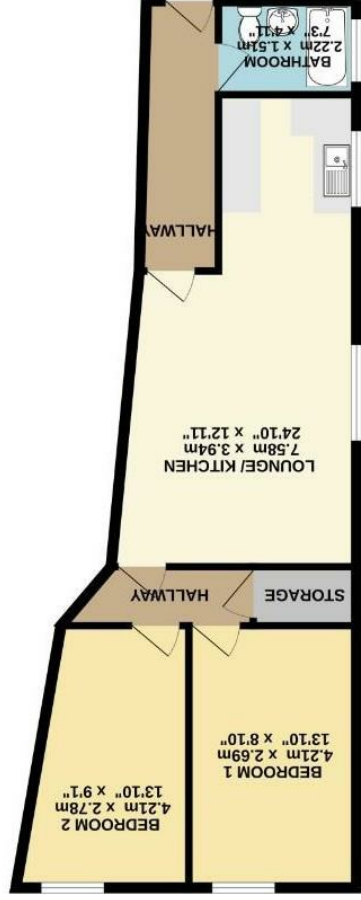 BEDROOM 1
4.21m x 2.69m
13'10" x 8'10"
BEDROOM 2
4.21m x 2.78m
13'10" x 9'1"
STORAGE
HALLWAY
LOUNGE/ KITCHEN
7.58m x 3.94m
24'10" x 12'11"
HALLWAY
BATHROOM
2.22m x 1.51m
7'3" x 4'11"